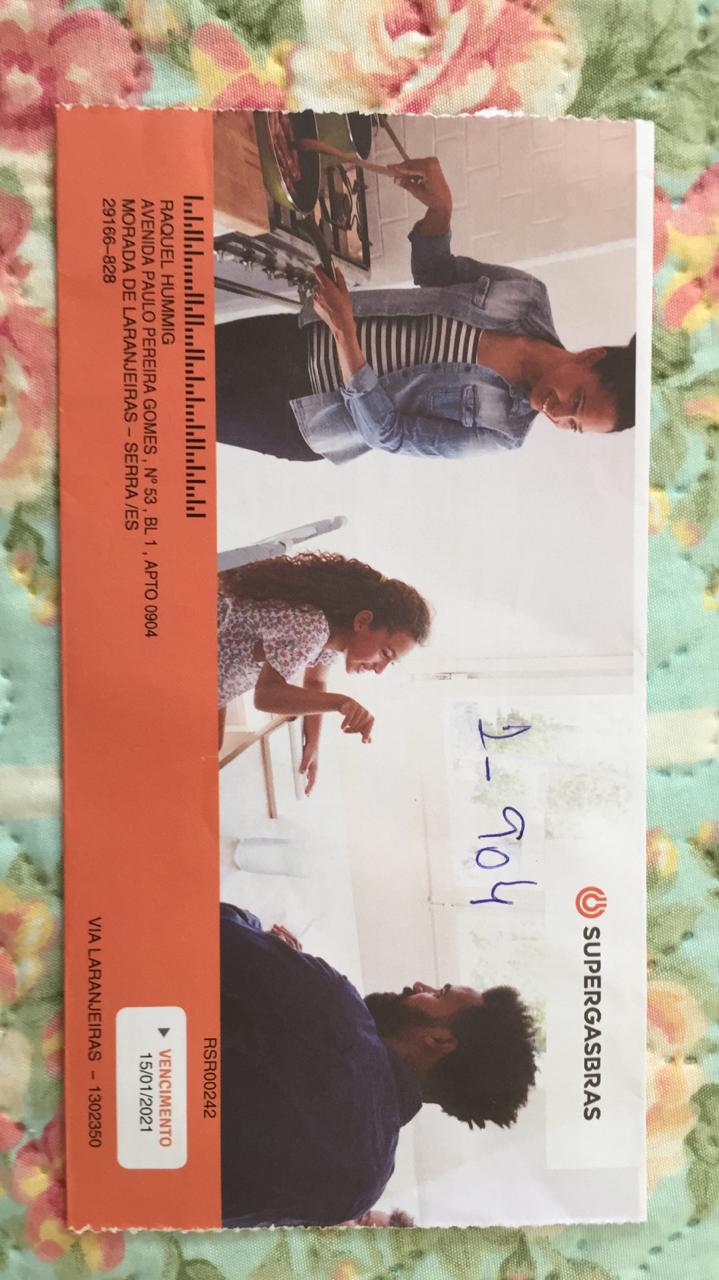 SUPERGASBRAS
1-904
RAQUEL HUMMIG
AVENIDA PAULO PEREIRA GOMES , Nº 53 , BL 1 , APTO 0904
MORADA DE LARANJEIRAS - SERRA /ES
29166-828
RSR00242
VENCIMENTO
15/01/2021
VIA LARANJEIRAS - 1302350